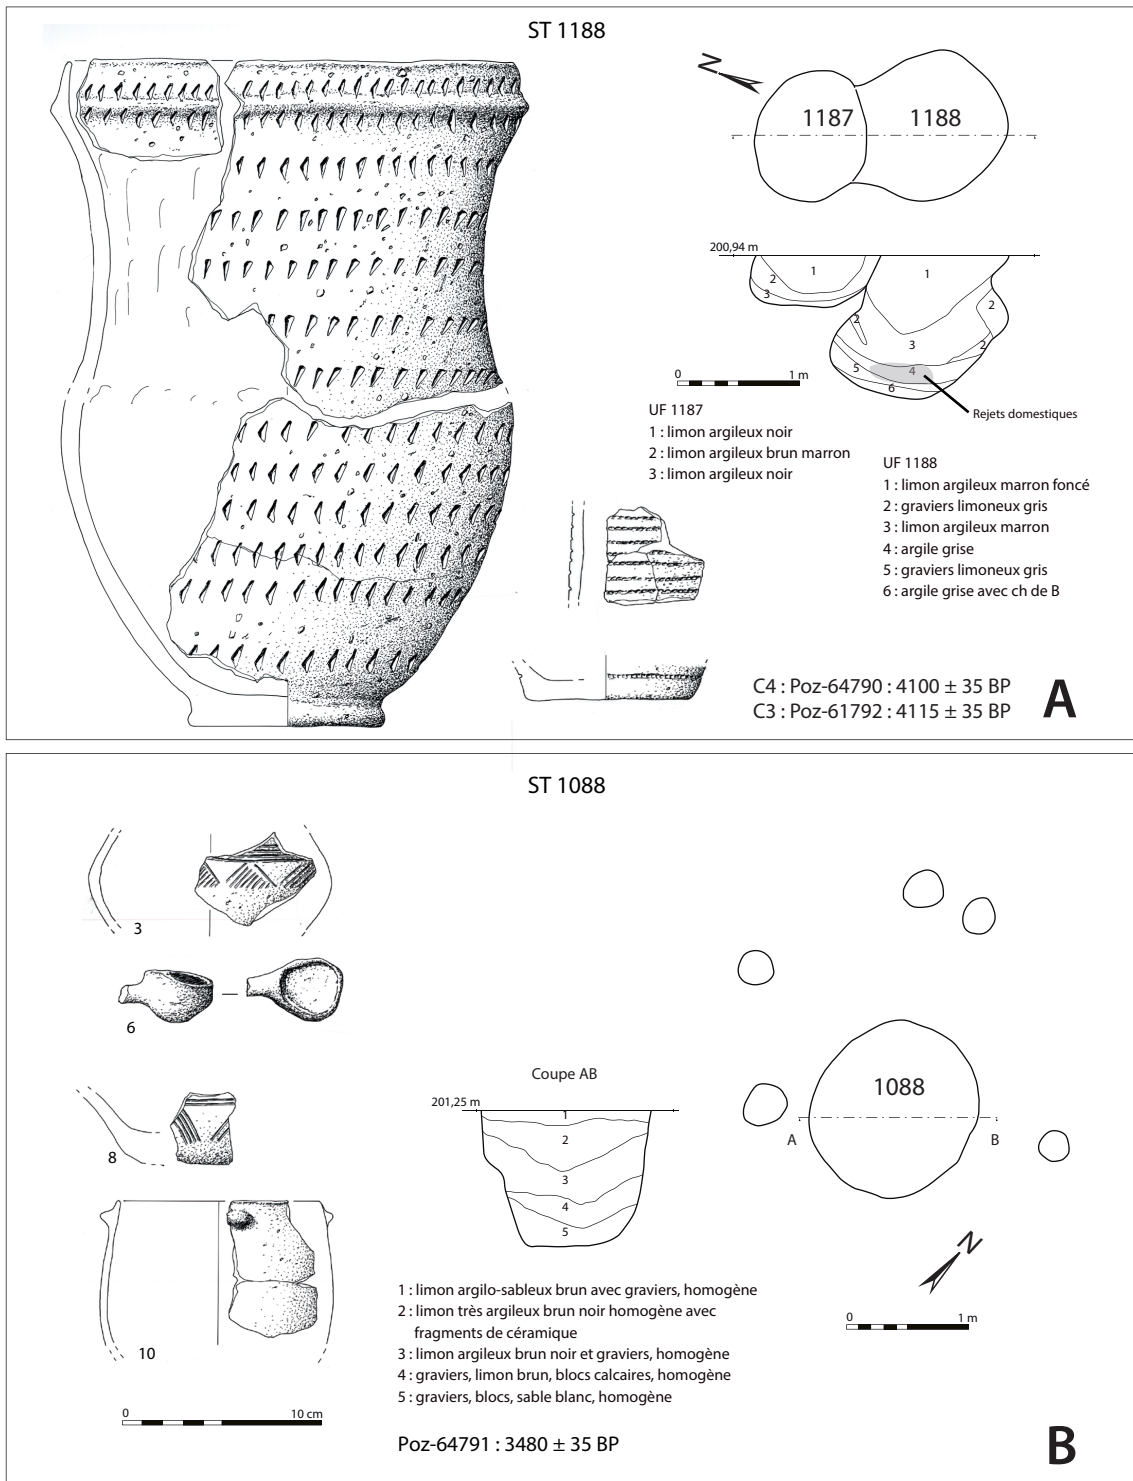 ST 1188
N
1187
1188
200,94 m
1
2
3
1
2
2
3
2
5
4
6
Rejets domestiques
0
1 m
UF 1187
1 : limon argileux noir
2 : limon argileux brun marron
3 : limon argileux noir
UF 1188
1 : limon argileux marron foncé
2 : graviers limoneux gris
3 : limon argileux marron
4 : argile grise
5 : graviers limoneux gris
6 : argile grise avec ch de B
C4 : Poz-64790 : 4100 ± 35 BP
C3 : Poz-61792 : 4115 ± 35 BP
A
ST 1088
3
6
8
10
0
10 cm
Coupe AB
201,25 m
1
2
3
4
5
1088
A
B
N
0
1 m
1 : limon argilo-sableux brun avec graviers, homogène
2 : limon très argileux brun noir homogène avec
fragments de céramique
3 : limon argileux brun noir et graviers, homogène
4 : graviers, limon brun, blocs calcaires, homogène
5 : graviers, blocs, sable blanc, homogène
Poz-64791 : 3480 ± 35 BP
B